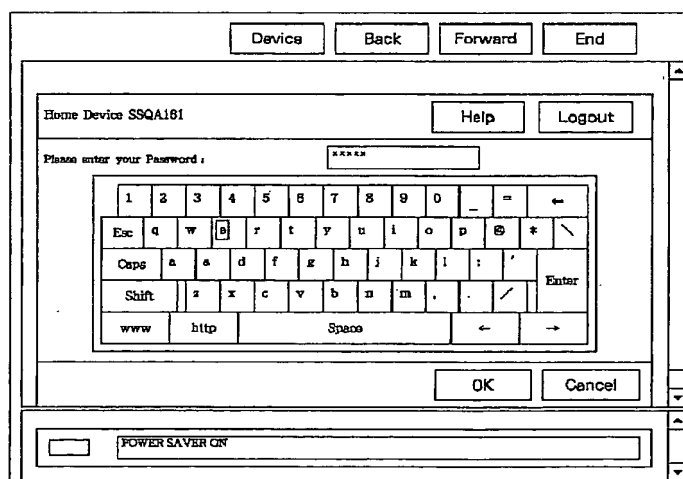 Device Back Forward End
Home Device SSQA161 Help Logout
Please enter your Password : ×××××
1 2 3 4 5 6 7 8 9 0 _ = ←
Esc q w e r t y u i o p @ * \
Caps a s d f g h j k l : ' Enter
Shift z x c v b n m , . /
www http Space ← →
OK Cancel
POWER SAVER ON